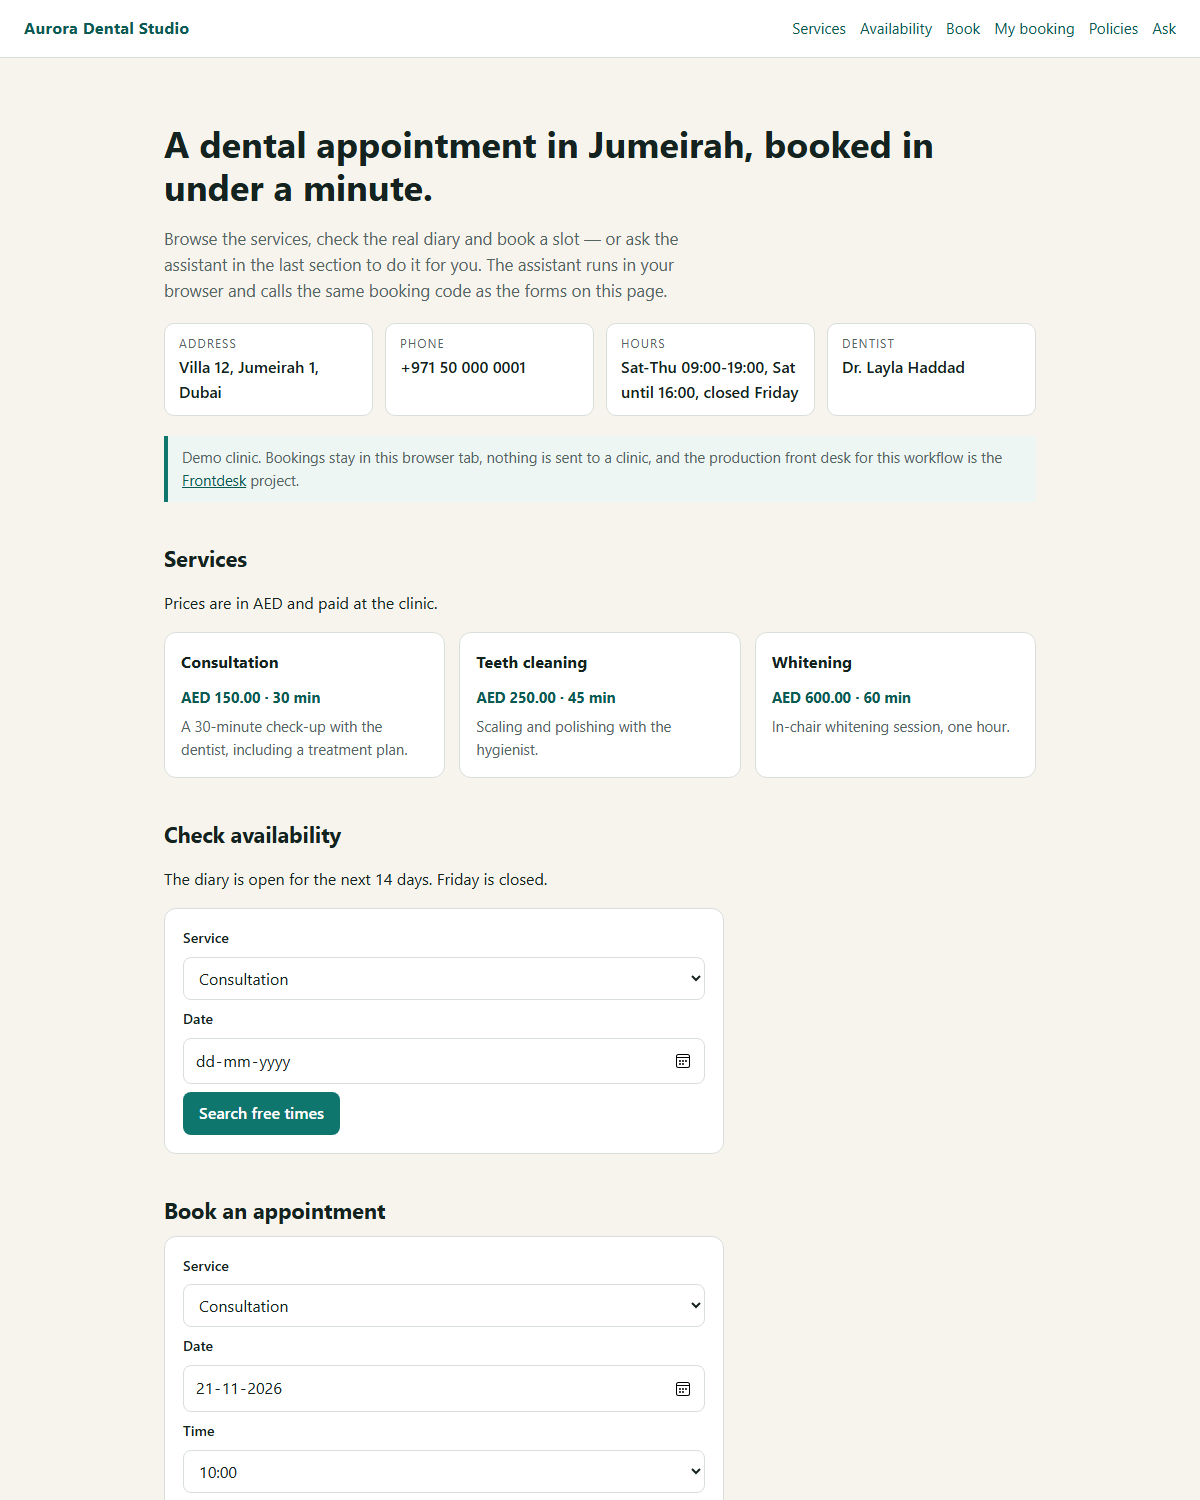 Aurora Dental Studio
Services Availability Book My booking Policies Ask
A dental appointment in Jumeirah, booked in
under a minute.
Browse the services, check the real diary and book a slot — or ask the
assistant in the last section to do it for you. The assistant runs in your
browser and calls the same booking code as the forms on this page.
ADDRESS
Villa 12, Jumeirah 1,
Dubai
PHONE
+971 50 000 0001
HOURS
Sat-Thu 09:00-19:00, Sat
until 16:00, closed Friday
DENTIST
Dr. Layla Haddad
Demo clinic. Bookings stay in this browser tab, nothing is sent to a clinic, and the production front desk for this workflow is the
Frontdesk project.
Services
Prices are in AED and paid at the clinic.
Consultation
AED 150.00 · 30 min
A 30-minute check-up with the
dentist, including a treatment plan.
Teeth cleaning
AED 250.00 · 45 min
Scaling and polishing with the
hygienist.
Whitening
AED 600.00 · 60 min
In-chair whitening session, one hour.
Check availability
The diary is open for the next 14 days. Friday is closed.
Service
Consultation
Date
dd-mm-yyyy
Search free times
Book an appointment
Service
Consultation
Date
21-11-2026
Time
10:00